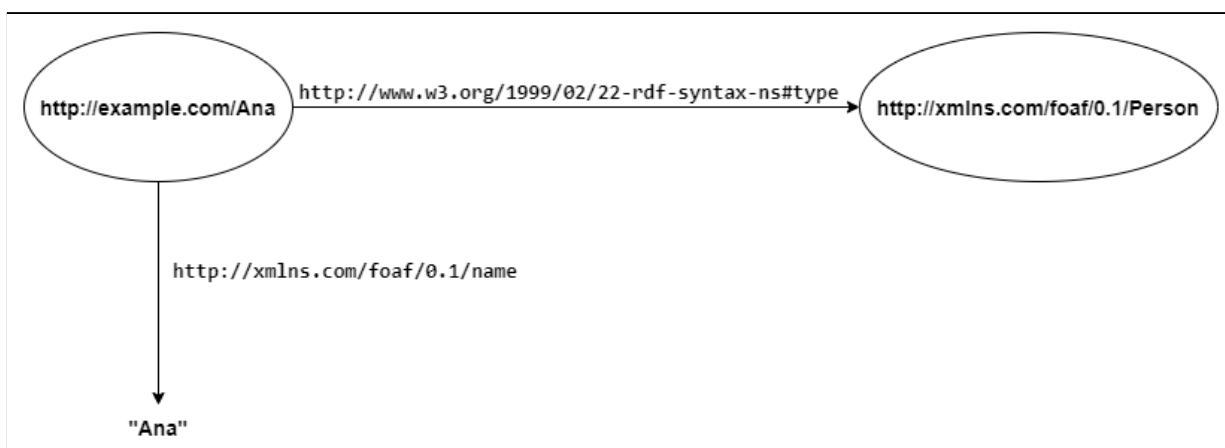 http://www.w3.org/1999/02/22-rdf-syntax-ns#type
http://example.com/Ana
http://xmlns.com/foaf/0.1/Person
http://xmlns.com/foaf/0.1/name
"Ana"